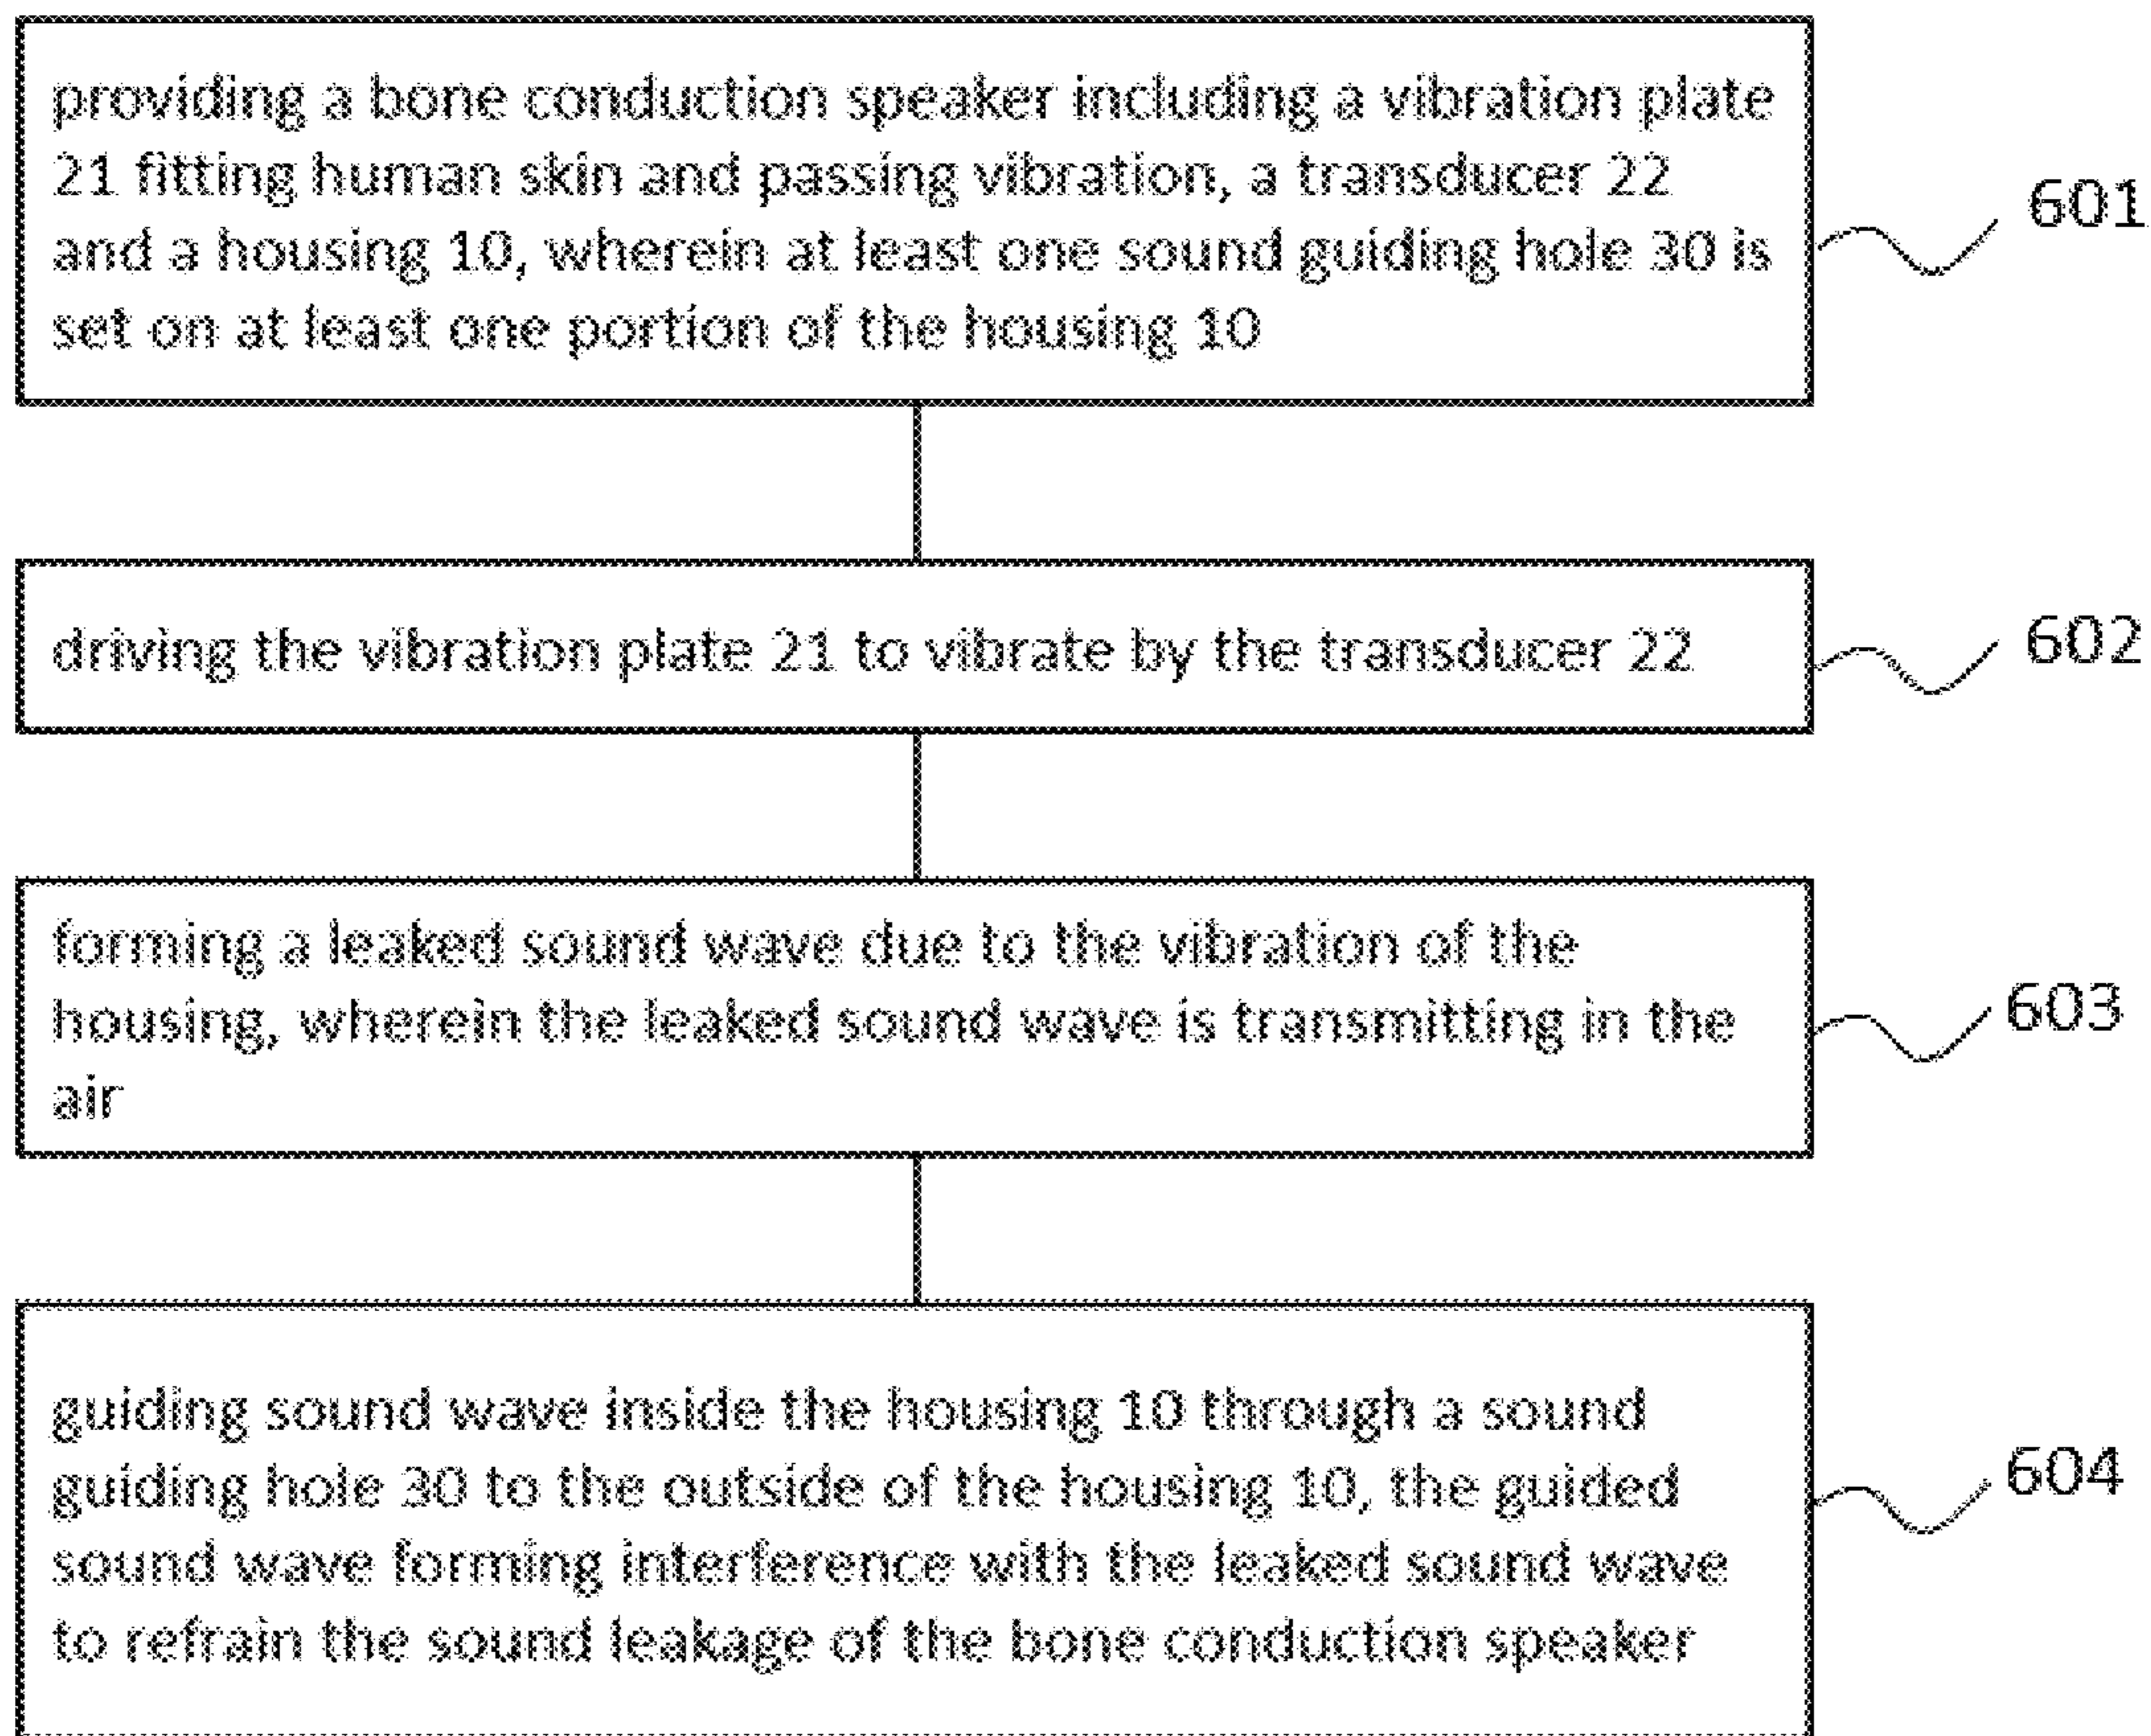 providing a bone conduction speaker including a vibration plate
21 fitting human skin and passing vibration, a transducer 22
and a housing 10, wherein at least one sound guiding hole 30 is
set on at least one portion of the housing 10
601
driving the vibration plate 21 to vibrate by the transducer 22
602
forming a leaked sound wave due to the vibration of the
housing, wherein the leaked sound wave is transmitting in the
air
603
guiding sound wave inside the housing 10 through a sound
guiding hole 30 to the outside of the housing 10, the guided
sound wave forming interference with the leaked sound wave
to refrain the sound leakage of the bone conduction speaker
604